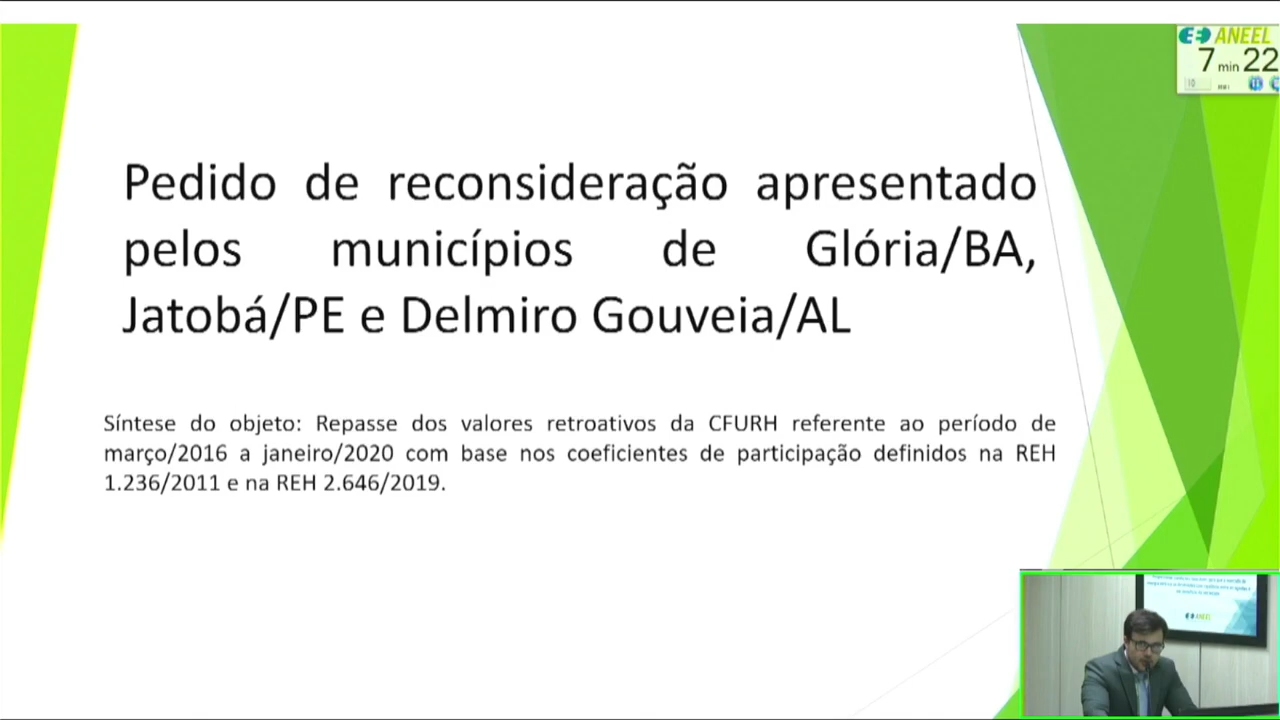 ANEEL
7 min 22
10
Pedido de reconsideração apresentado
pelos municípios de Glória/BA,
Jatobá/PE e Delmiro Gouveia/AL
Síntese do objeto: Repasse dos valores retroativos da CFURH referente ao período de
março/2016 a janeiro/2020 com base nos coeficientes de participação definidos na REH
1.236/2011 e na REH 2.646/2019.
ANEEL